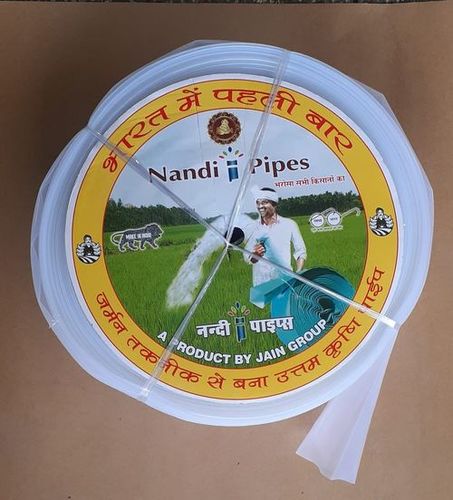 भारत में पहली बार
Nandi Pipes
भरोसा सभी किसानों का
MAKE IN INDIA
नन्दी पाइप्स
A PRODUCT BY JAIN GROUP
जर्मन तकनीक से बना उत्तम कृषि पाईप